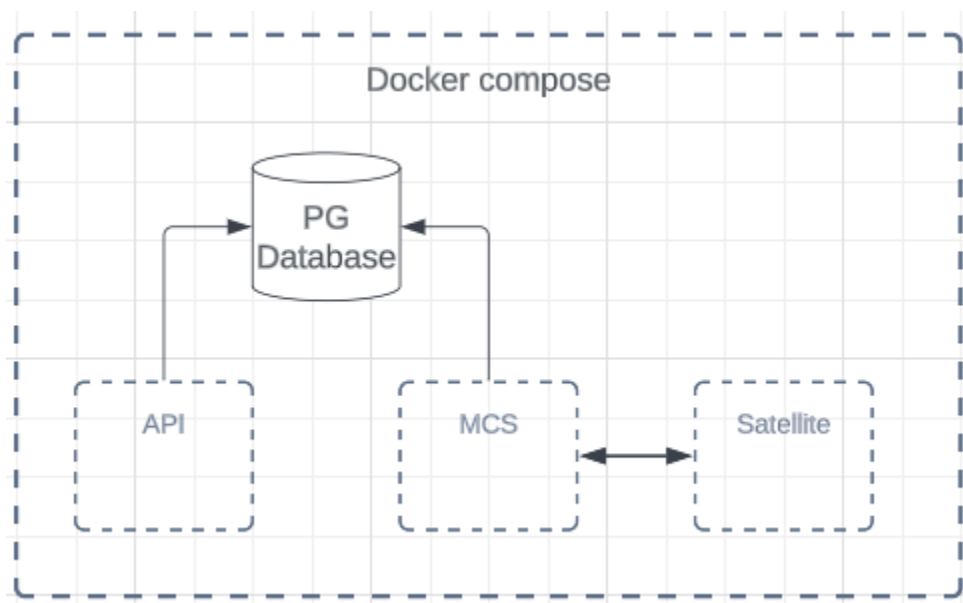 Docker compose
PG
Database
API
MCS
Satellite